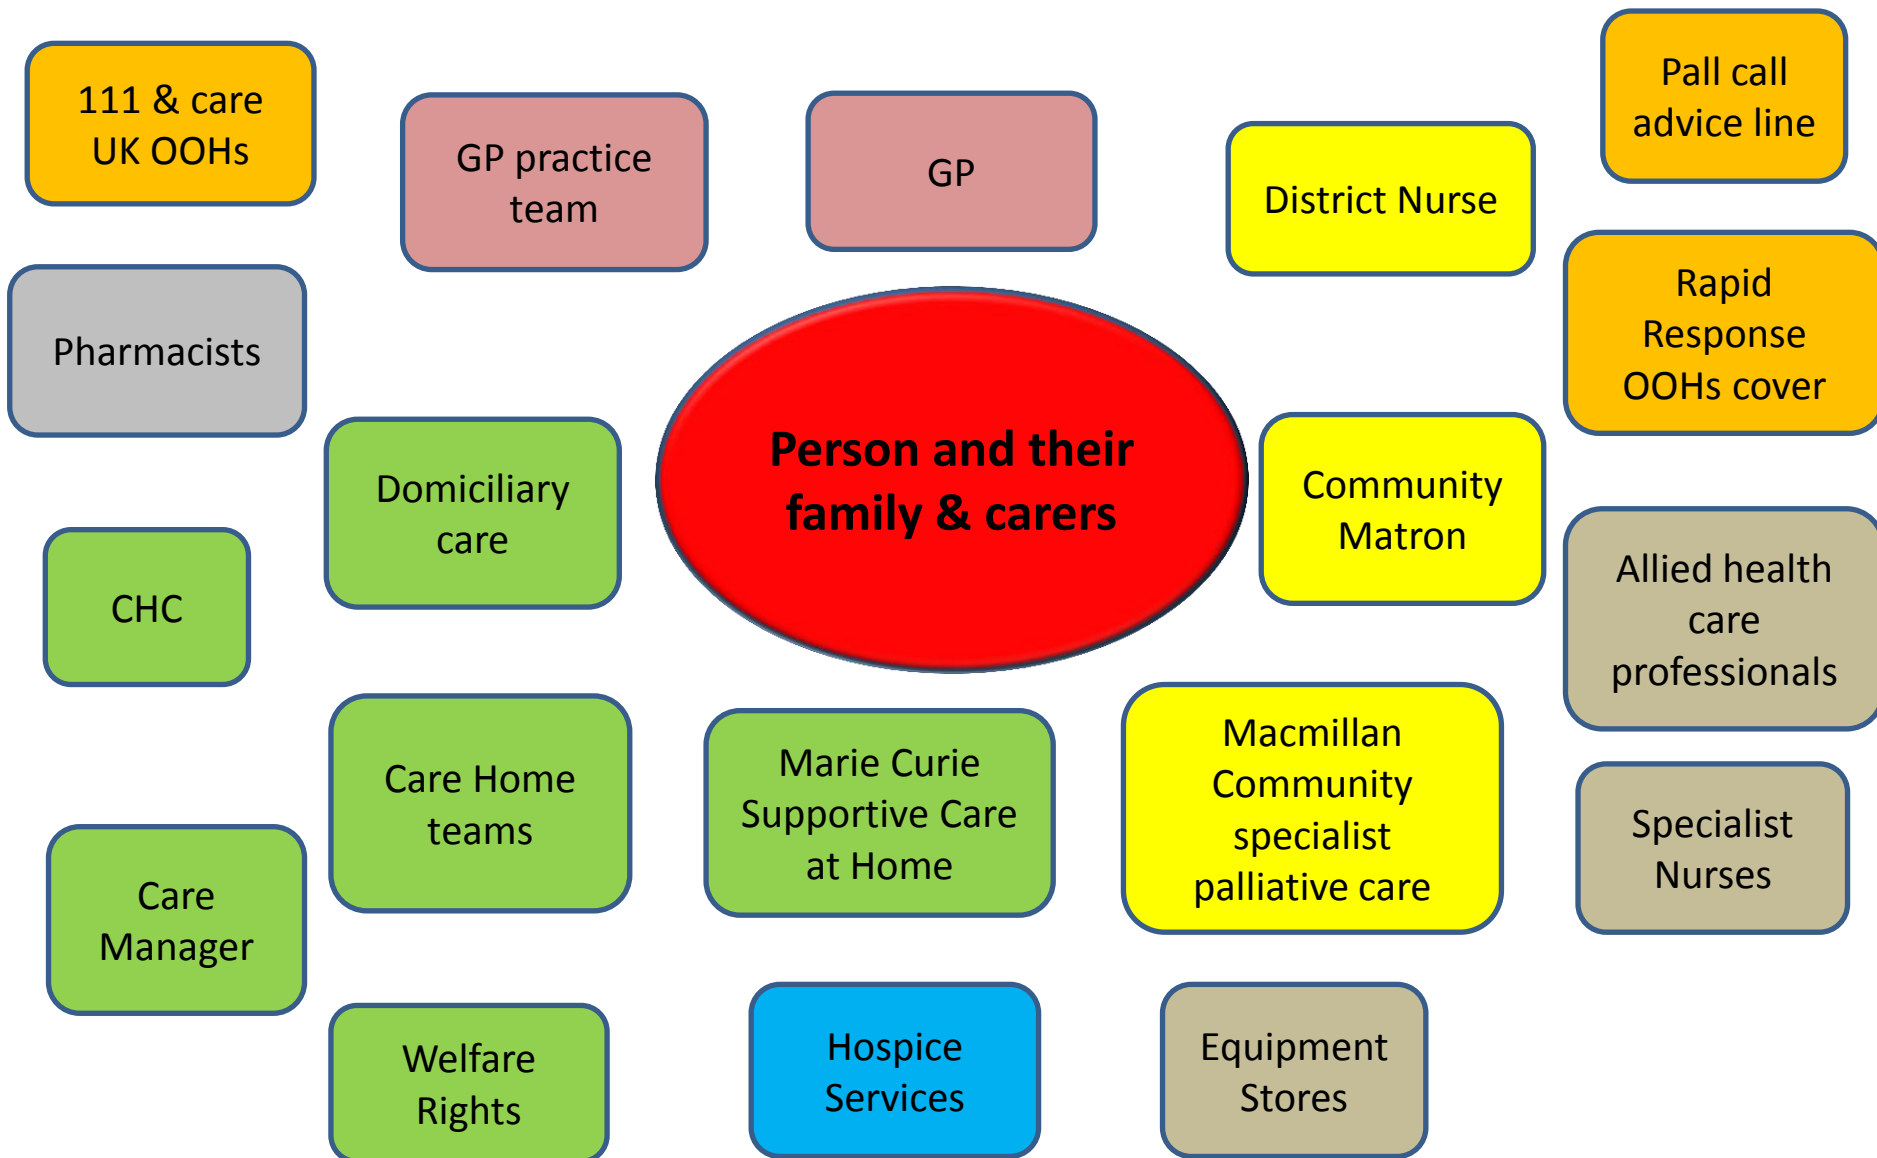 111 & care
UK OOHs
GP practice
team
GP
District Nurse
Pall call
advice line
Pharmacists
Rapid
Response
OOHs cover
Domiciliary
care
Person and their
family & carers
Community
Matron
CHC
Allied health
care
professionals
Care Home
teams
Marie Curie
Supportive Care
at Home
Macmillan
Community
specialist
palliative care
Specialist
Nurses
Care
Manager
Welfare
Rights
Hospice
Services
Equipment
Stores